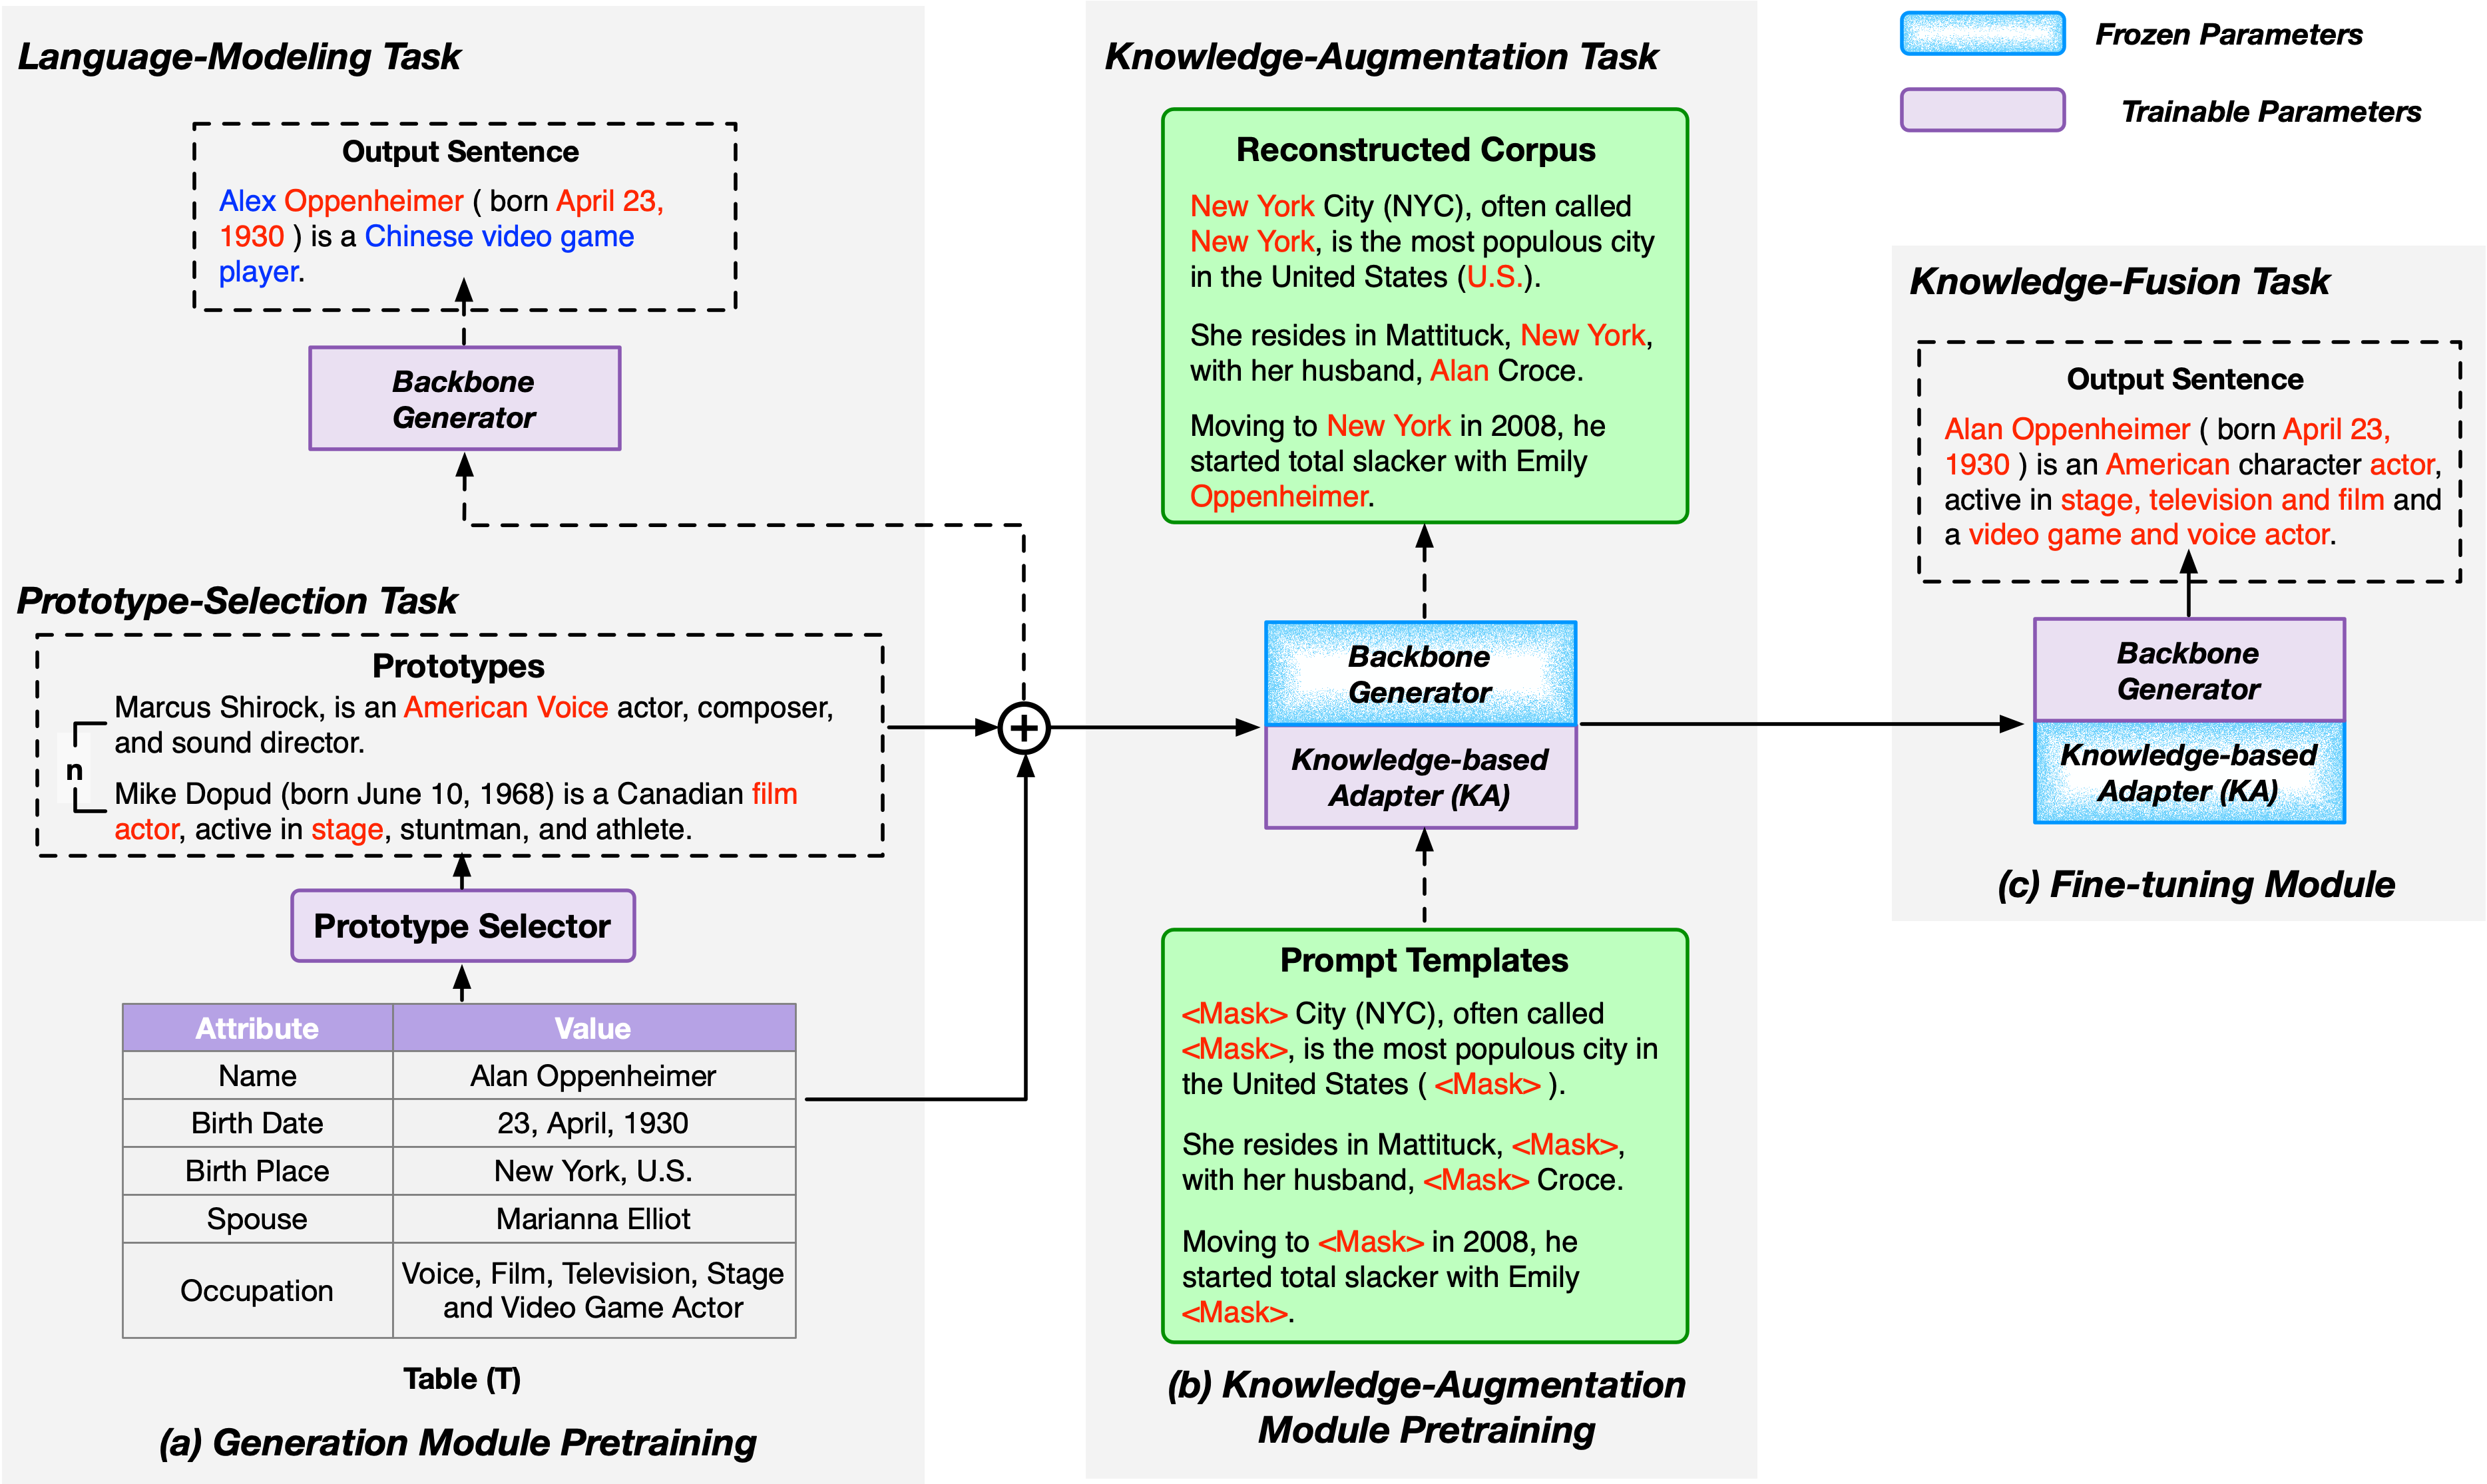 Language-Modeling Task
Output Sentence
Alex Oppenheimer ( born April 23,
1930 ) is a Chinese video game
player.
Backbone
Generator
Prototype-Selection Task
Prototypes
n
Marcus Shirock, is an American Voice actor, composer,
and sound director.
Mike Dopud (born June 10, 1968) is a Canadian film
actor, active in stage, stuntman, and athlete.
Prototype Selector
Attribute Value
Name Alan Oppenheimer
Birth Date 23, April, 1930
Birth Place New York, U.S.
Spouse Marianna Elliot
Occupation Voice, Film, Television, Stage
and Video Game Actor
Table (T)
(a) Generation Module Pretraining
+
Knowledge-Augmentation Task
Reconstructed Corpus
New York City (NYC), often called
New York, is the most populous city
in the United States (U.S.).
She resides in Mattituck, New York,
with her husband, Alan Croce.
Moving to New York in 2008, he
started total slacker with Emily
Oppenheimer.
Backbone
Generator
Knowledge-based
Adapter (KA)
Prompt Templates
<Mask> City (NYC), often called
<Mask>, is the most populous city in
the United States ( <Mask> ).
She resides in Mattituck, <Mask>,
with her husband, <Mask> Croce.
Moving to <Mask> in 2008, he
started total slacker with Emily
<Mask>.
(b) Knowledge-Augmentation
Module Pretraining
Frozen Parameters
Trainable Parameters
Knowledge-Fusion Task
Output Sentence
Alan Oppenheimer ( born April 23,
1930 ) is an American character actor,
active in stage, television and film and
a video game and voice actor.
Backbone
Generator
Knowledge-based
Adapter (KA)
(c) Fine-tuning Module